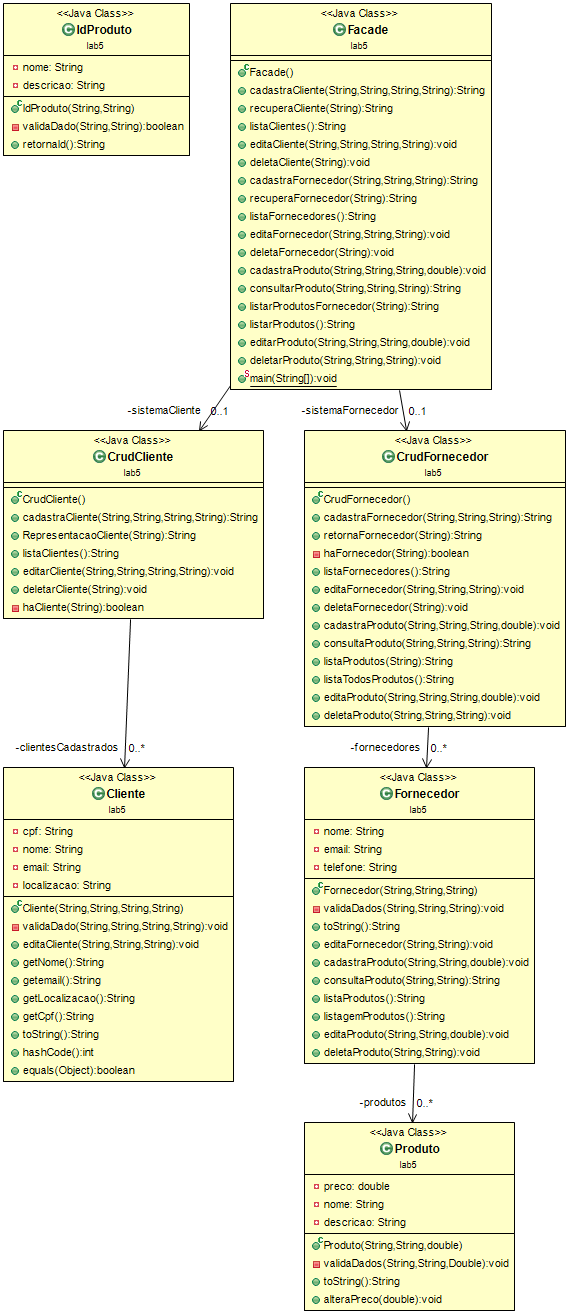 <<Java Class>>
IdProduto
lab5
nome: String
descricao: String
IdProduto(String,String)
validaDado(String,String):boolean
retornaId():String
<<Java Class>>
Facade
lab5
Facade()
cadastraCliente(String,String,String,String):String
recuperaCliente(String):String
listaClientes():String
editaCliente(String,String,String,String):void
deletaCliente(String):void
cadastraFornecedor(String,String,String):String
recuperaFornecedor(String):String
listaFornecedores():String
editaFornecedor(String,String,String):void
deletaFornecedor(String):void
cadastraProduto(String,String,String,double):void
consultarProduto(String,String,String):String
listarProdutosFornecedor(String):String
listarProdutos():String
editarProduto(String,String,String,double):void
deletarProduto(String,String,String):void
main(String[]):void
-sistemaCliente 0..1
-sistemaFornecedor 0..1
<<Java Class>>
CrudCliente
lab5
CrudCliente()
cadastraCliente(String,String,String,String):String
RepresentacaoCliente(String):String
listaClientes():String
editarCliente(String,String,String,String):void
deletarCliente(String):void
haCliente(String):boolean
<<Java Class>>
CrudFornecedor
lab5
CrudFornecedor()
cadastraFornecedor(String,String,String):String
retornaFornecedor(String):String
haFornecedor(String):boolean
listaFornecedores():String
editaFornecedor(String,String,String):void
deletaFornecedor(String):void
cadastraProduto(String,String,String,double):void
consultaProduto(String,String,String):String
listaProdutos(String):String
listaTodosProdutos():String
editaProduto(String,String,String,double):void
deletaProduto(String,String,String):void
-clientesCadastrados 0..*
-fornecedores 0..*
<<Java Class>>
Cliente
lab5
cpf: String
nome: String
email: String
localizacao: String
Cliente(String,String,String,String)
validaDado(String,String,String,String):void
editaCliente(String,String,String):void
getNome():String
getemail():String
getLocalizacao():String
getCpf():String
toString():String
hashCode():int
equals(Object):boolean
<<Java Class>>
Fornecedor
lab5
nome: String
email: String
telefone: String
Fornecedor(String,String,String)
validaDados(String,String,String):void
toString():String
editaFornecedor(String,String):void
cadastraProduto(String,String,double):void
consultaProduto(String,String):String
listaProdutos():String
listagemProdutos():String
editaProduto(String,String,double):void
deletaProduto(String,String):void
-produtos 0..*
<<Java Class>>
Produto
lab5
preco: double
nome: String
descricao: String
Produto(String,String,double)
validaDados(String,String,Double):void
toString():String
alteraPreco(double):void